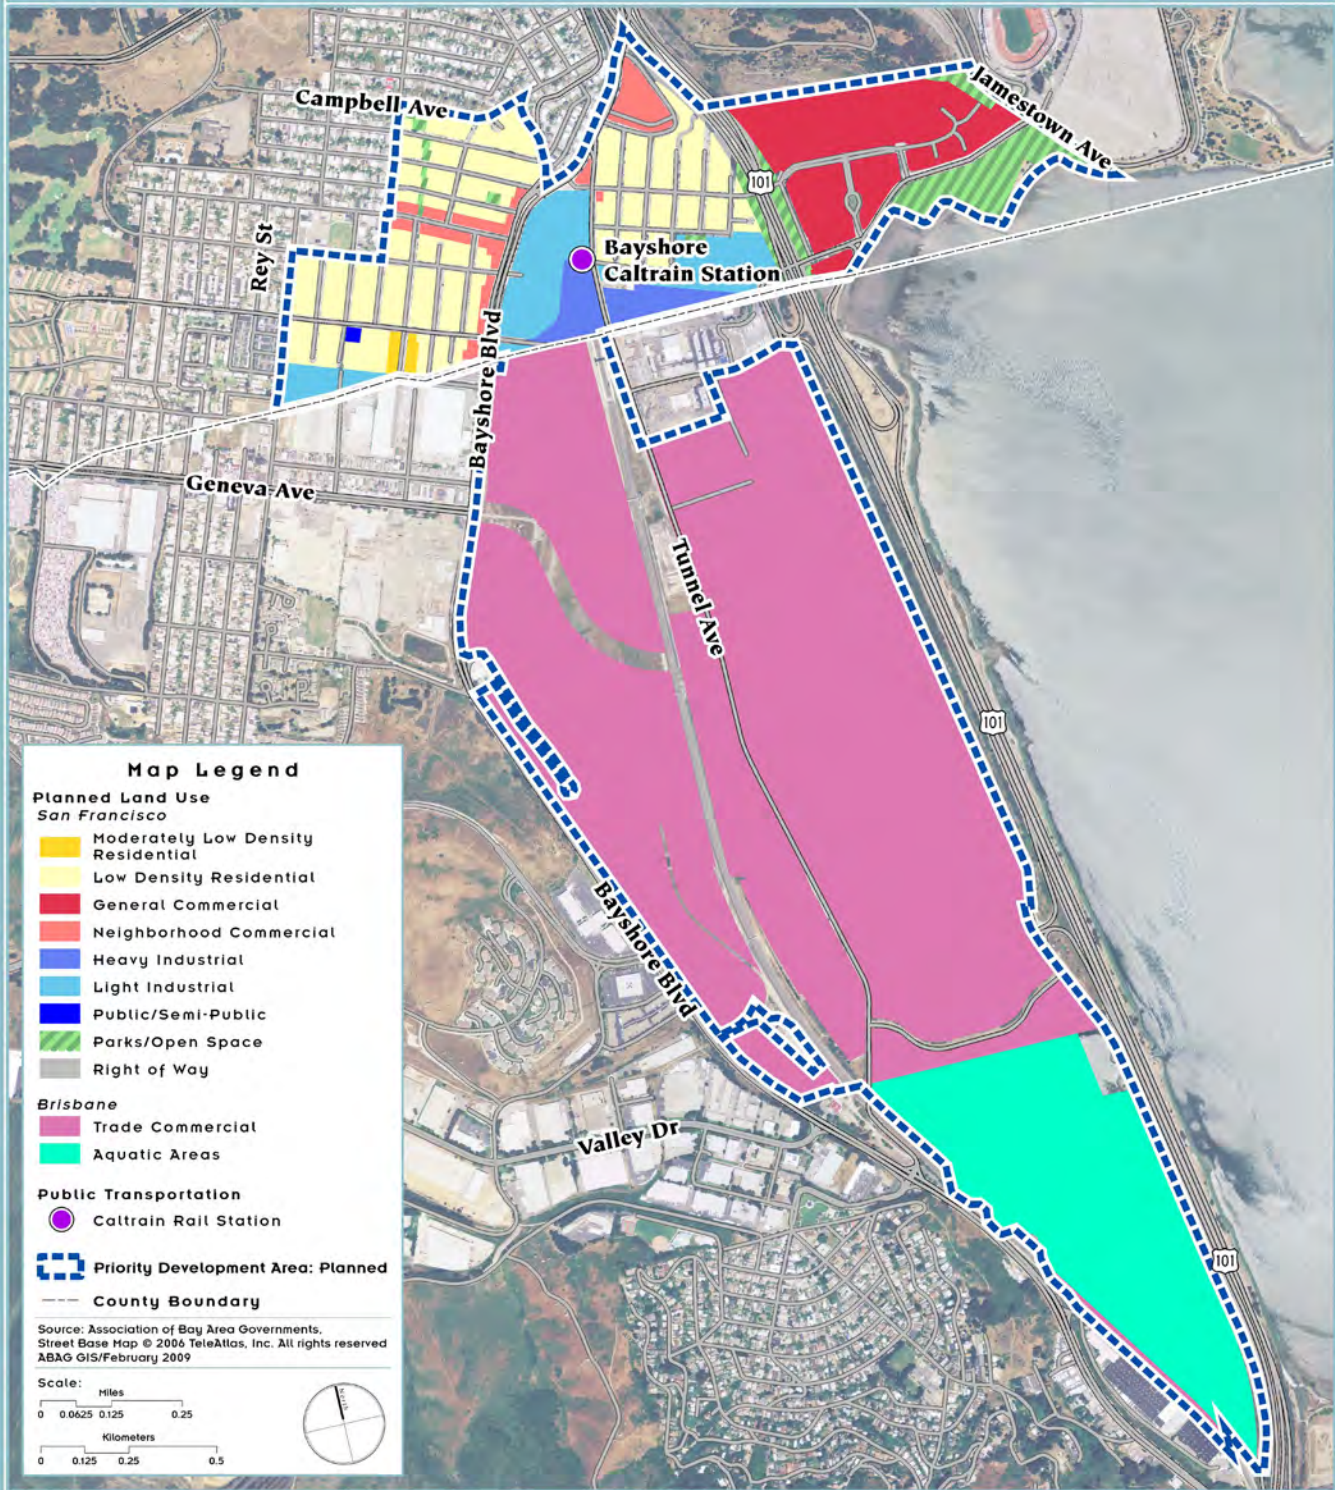 Campbell Ave
Jamestown Ave
101
Rey St
Bayshore
Caltrain Station
Bayshore Blvd
Geneva Ave
Tunnel Ave
101
Bayshore Blvd
Valley Dr
101
Map Legend
Planned Land Use
San Francisco
Moderately Low Density
Residential
Low Density Residential
General Commercial
Neighborhood Commercial
Heavy Industrial
Light Industrial
Public/Semi-Public
Parks/Open Space
Right of Way
Brisbane
Trade Commercial
Aquatic Areas
Public Transportation
Caltrain Rail Station
Priority Development Area: Planned
County Boundary
Source: Association of Bay Area Governments,
Street Base Map © 2006 TeleAtlas, Inc. All rights reserved
ABAG GIS/February 2009
Scale:
Miles
0 0.0625 0.125 0.25
Kilometers
0 0.125 0.25 0.5
North